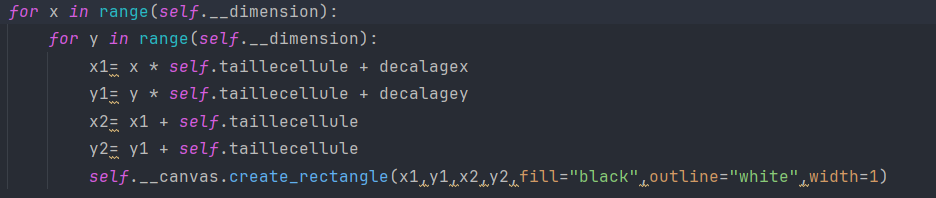 for x in range(self.__dimension):
    for y in range(self.__dimension):
        x1= x * self.taillecellule + decalagex
        y1= y * self.taillecellule + decalagey
        x2= x1 + self.taillecellule
        y2= y1 + self.taillecellule
        self.__canvas.create_rectangle(x1,y1,x2,y2,fill="black",outline="white",width=1)